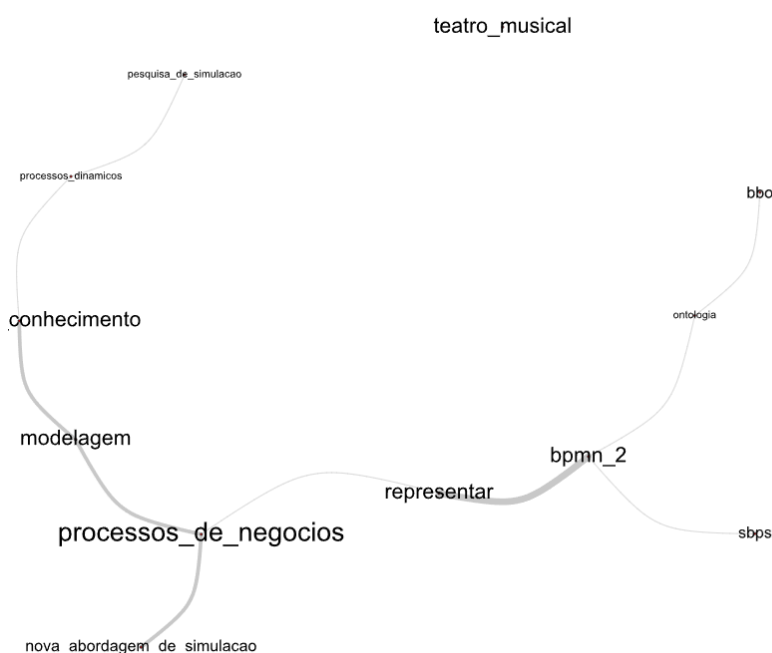 teatro_musical
pesquisa_de_simulacao
processos_dinamicos
bbo
ontologia
conhecimento
modelagem
bpmn_2
representar
processos_de_negocios
sbps
nova_abordagem_de_simulacao